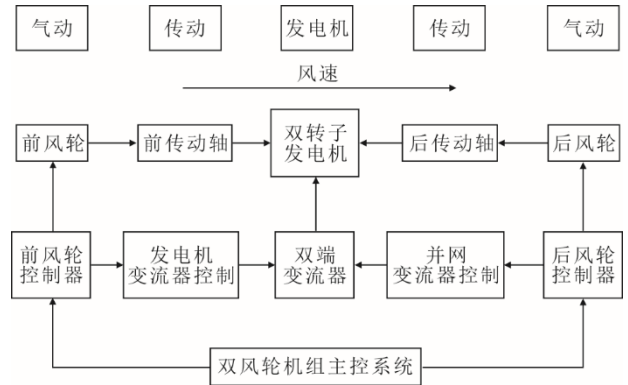 气动
传动
发电机
传动
气动
风速
前风轮
前传动轴
双转子
发电机
后传动轴
后风轮
前风轮
控制器
发电机
变流器控制
双端
变流器
并网
变流器控制
后风轮
控制器
双风轮机组主控系统